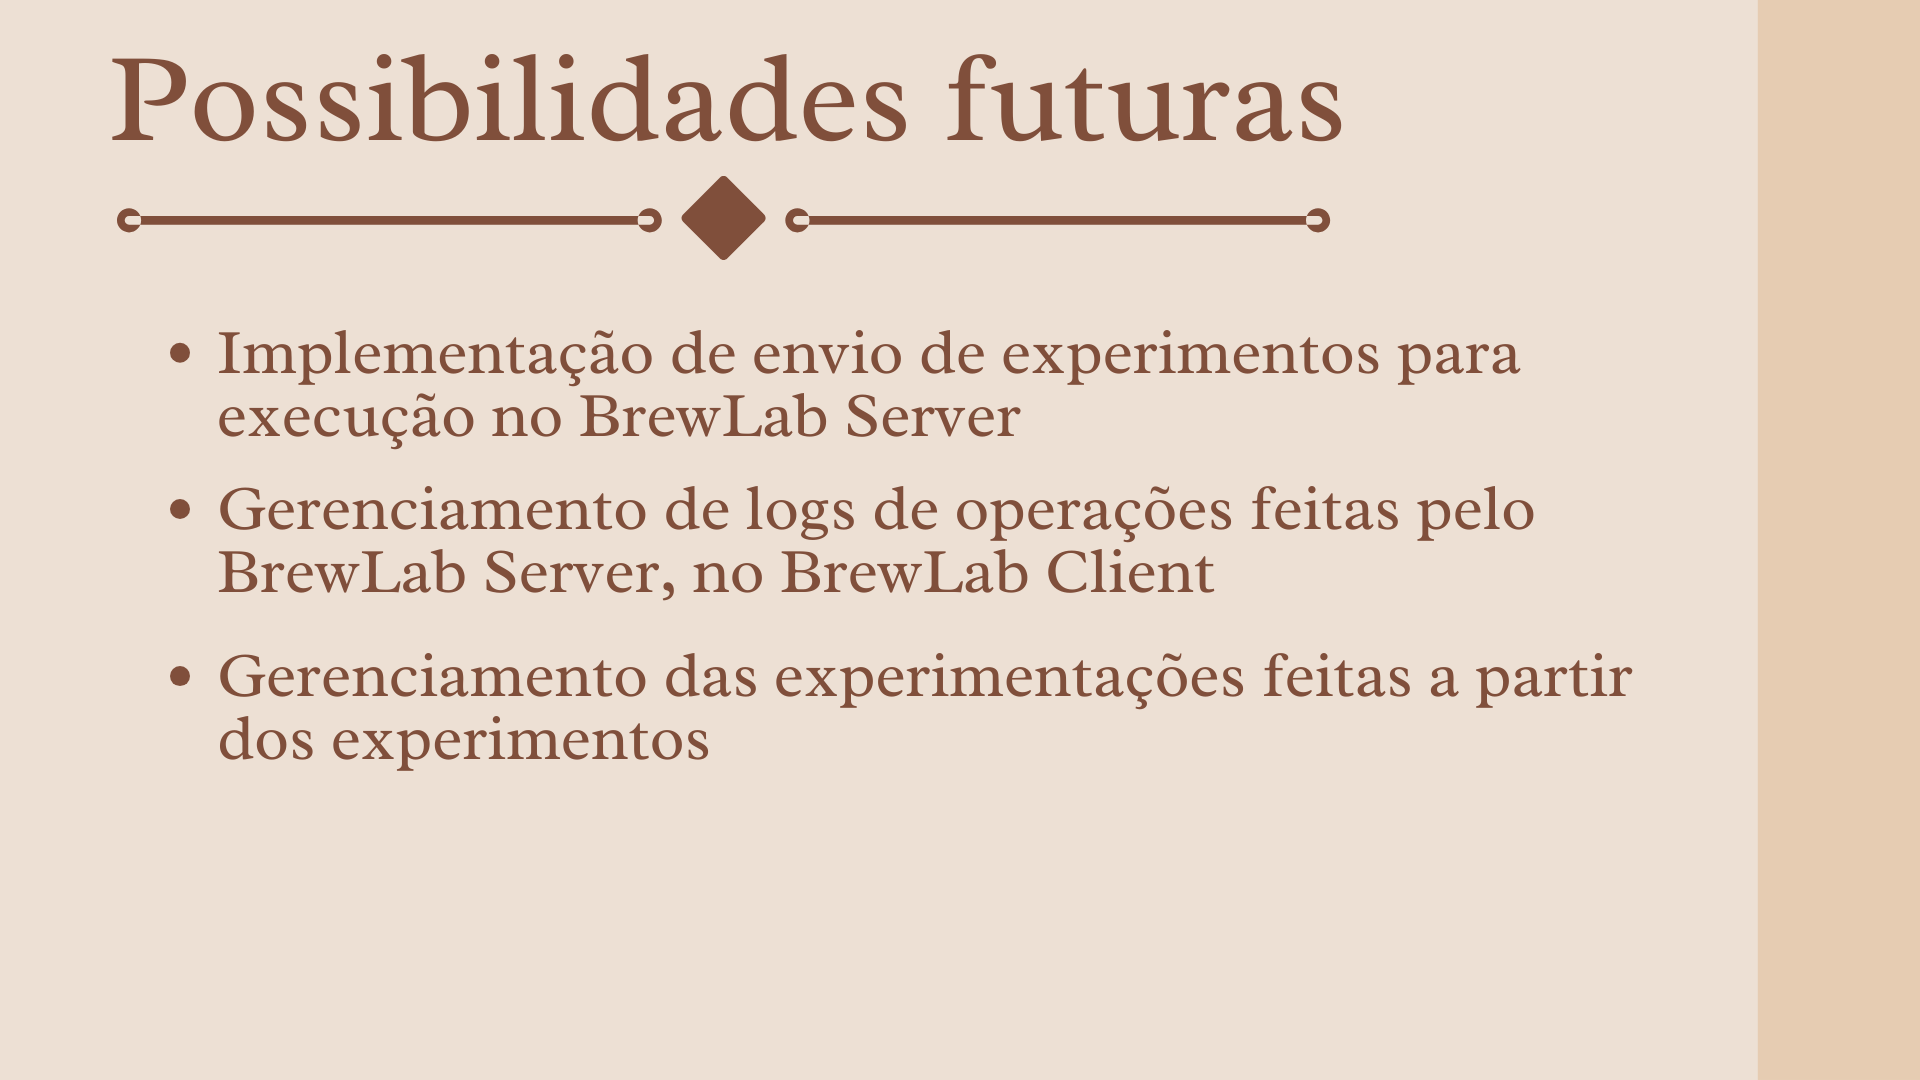 Possibilidades futuras
• Implementação de envio de experimentos para
execução no BrewLab Server
• Gerenciamento de logs de operações feitas pelo
BrewLab Server, no BrewLab Client
• Gerenciamento das experimentações feitas a partir
dos experimentos